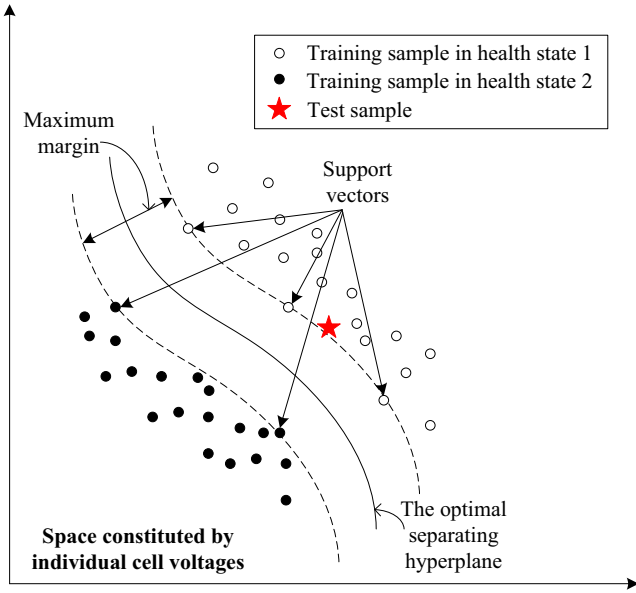 Training sample in health state 1
Training sample in health state 2
Test sample
Maximum
margin
Support
vectors
The optimal
separating
hyperplane
Space constituted by
individual cell voltages